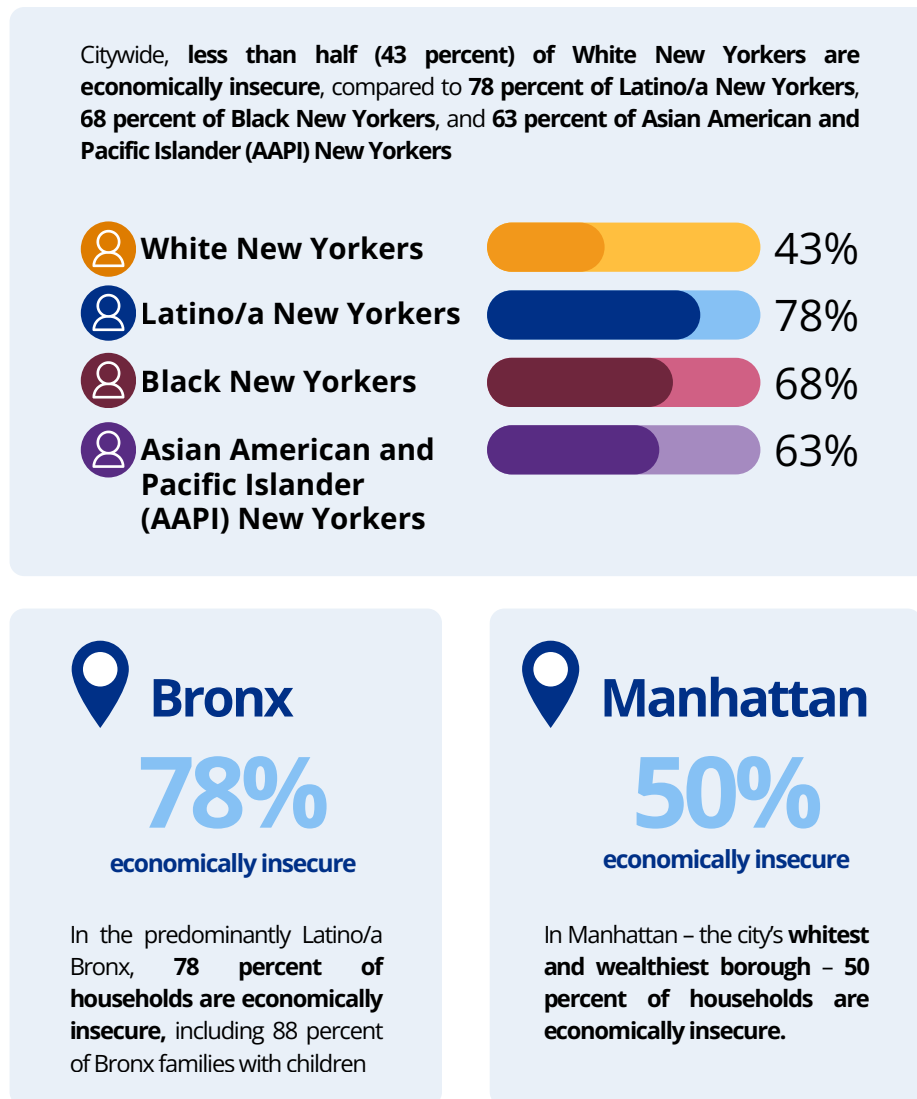 Citywide, less than half (43 percent) of White New Yorkers are
economically insecure, compared to 78 percent of Latino/a New Yorkers,
68 percent of Black New Yorkers, and 63 percent of Asian American and
Pacific Islander (AAPI) New Yorkers
White New Yorkers 43%
Latino/a New Yorkers 78%
Black New Yorkers 68%
Asian American and 63%
Pacific Islander
(AAPI) New Yorkers
Bronx
78%
economically insecure
In the predominantly Latino/a
Bronx, 78 percent of
households are economically
insecure, including 88 percent
of Bronx families with children
Manhattan
50%
economically insecure
In Manhattan – the city's whitest
and wealthiest borough – 50
percent of households are
economically insecure.